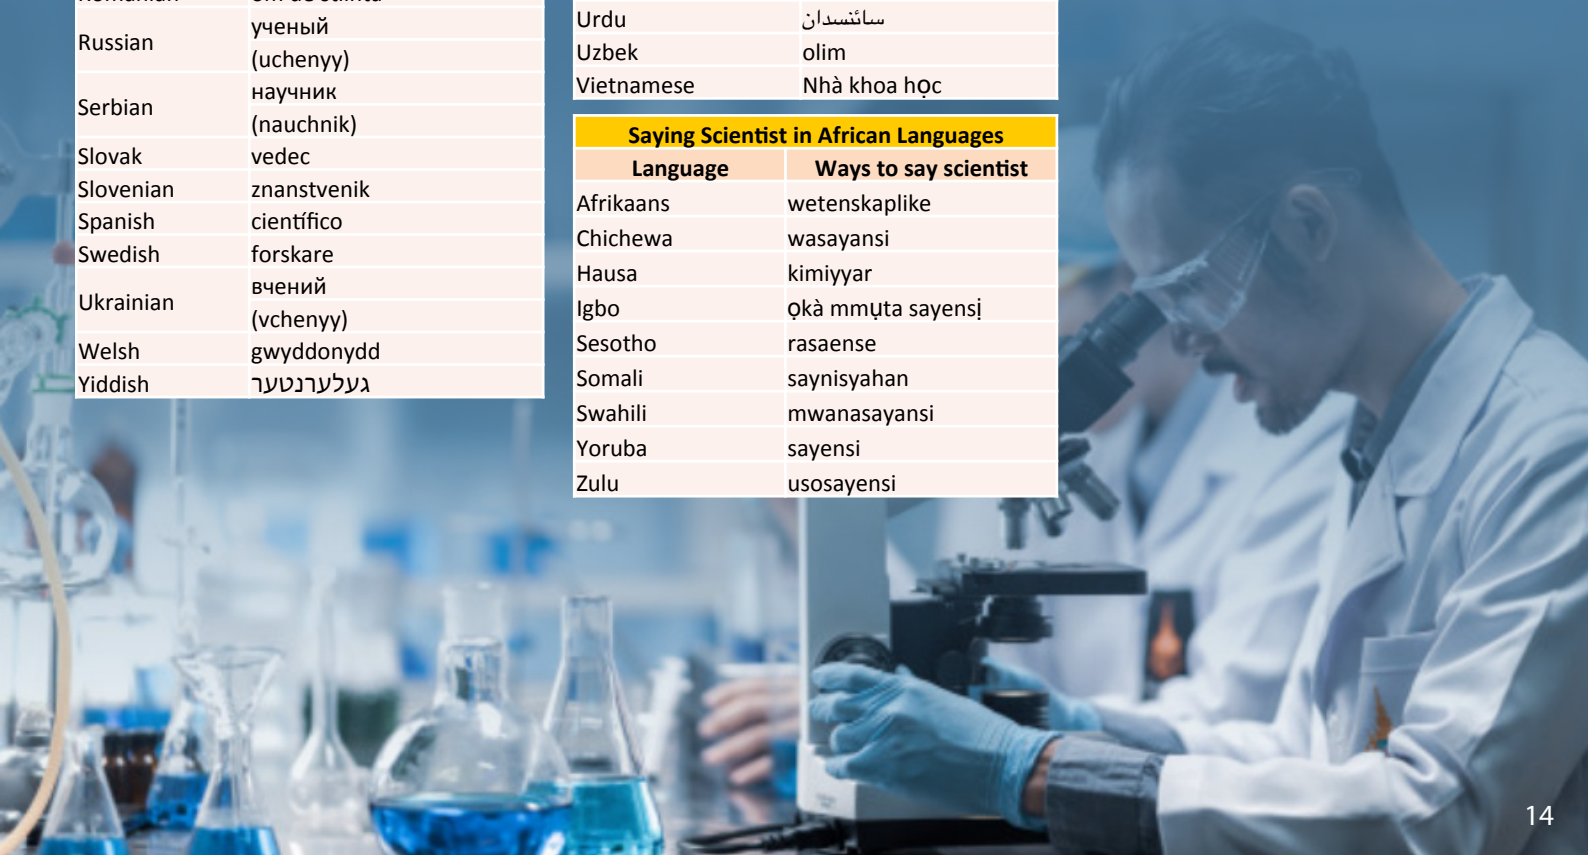 Russian ученый
(uchenyy)
Serbian научник
(nauchnik)
Slovak vedec
Slovenian znanstvenik
Spanish científico
Swedish forskare
Ukrainian вчений
(vchenyy)
Welsh gwyddonydd
Yiddish געלערנטער
Urdu سائنسدان
Uzbek olim
Vietnamese Nhà khoa học
Saying Scientist in African Languages
Language Ways to say scientist
Afrikaans wetenskaplike
Chichewa wasayansi
Hausa kimiyyar
Igbo ọkà mmụta sayensị
Sesotho rasaense
Somali saynisyahan
Swahili mwanasayansi
Yoruba sayensi
Zulu usosayensi
14